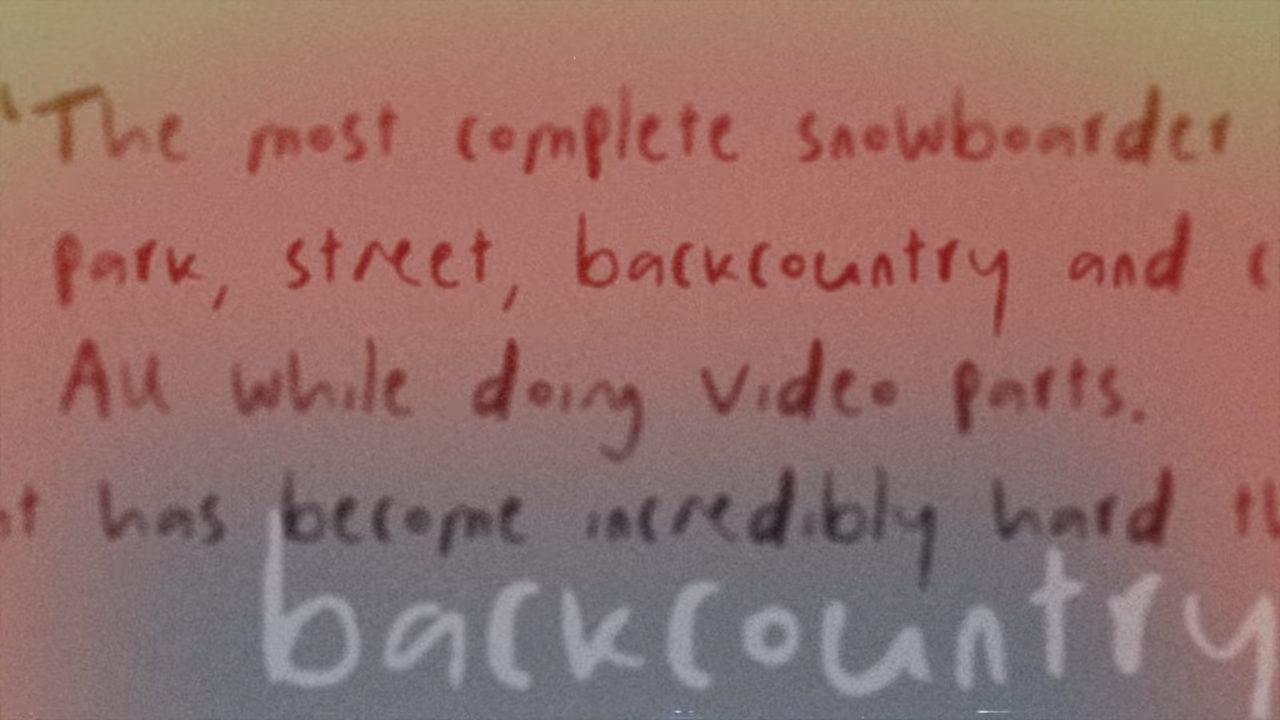 "The most complete snowboarder
park, street, backcountry and
All while doing video parts.
has become incredibly hard
backcountry